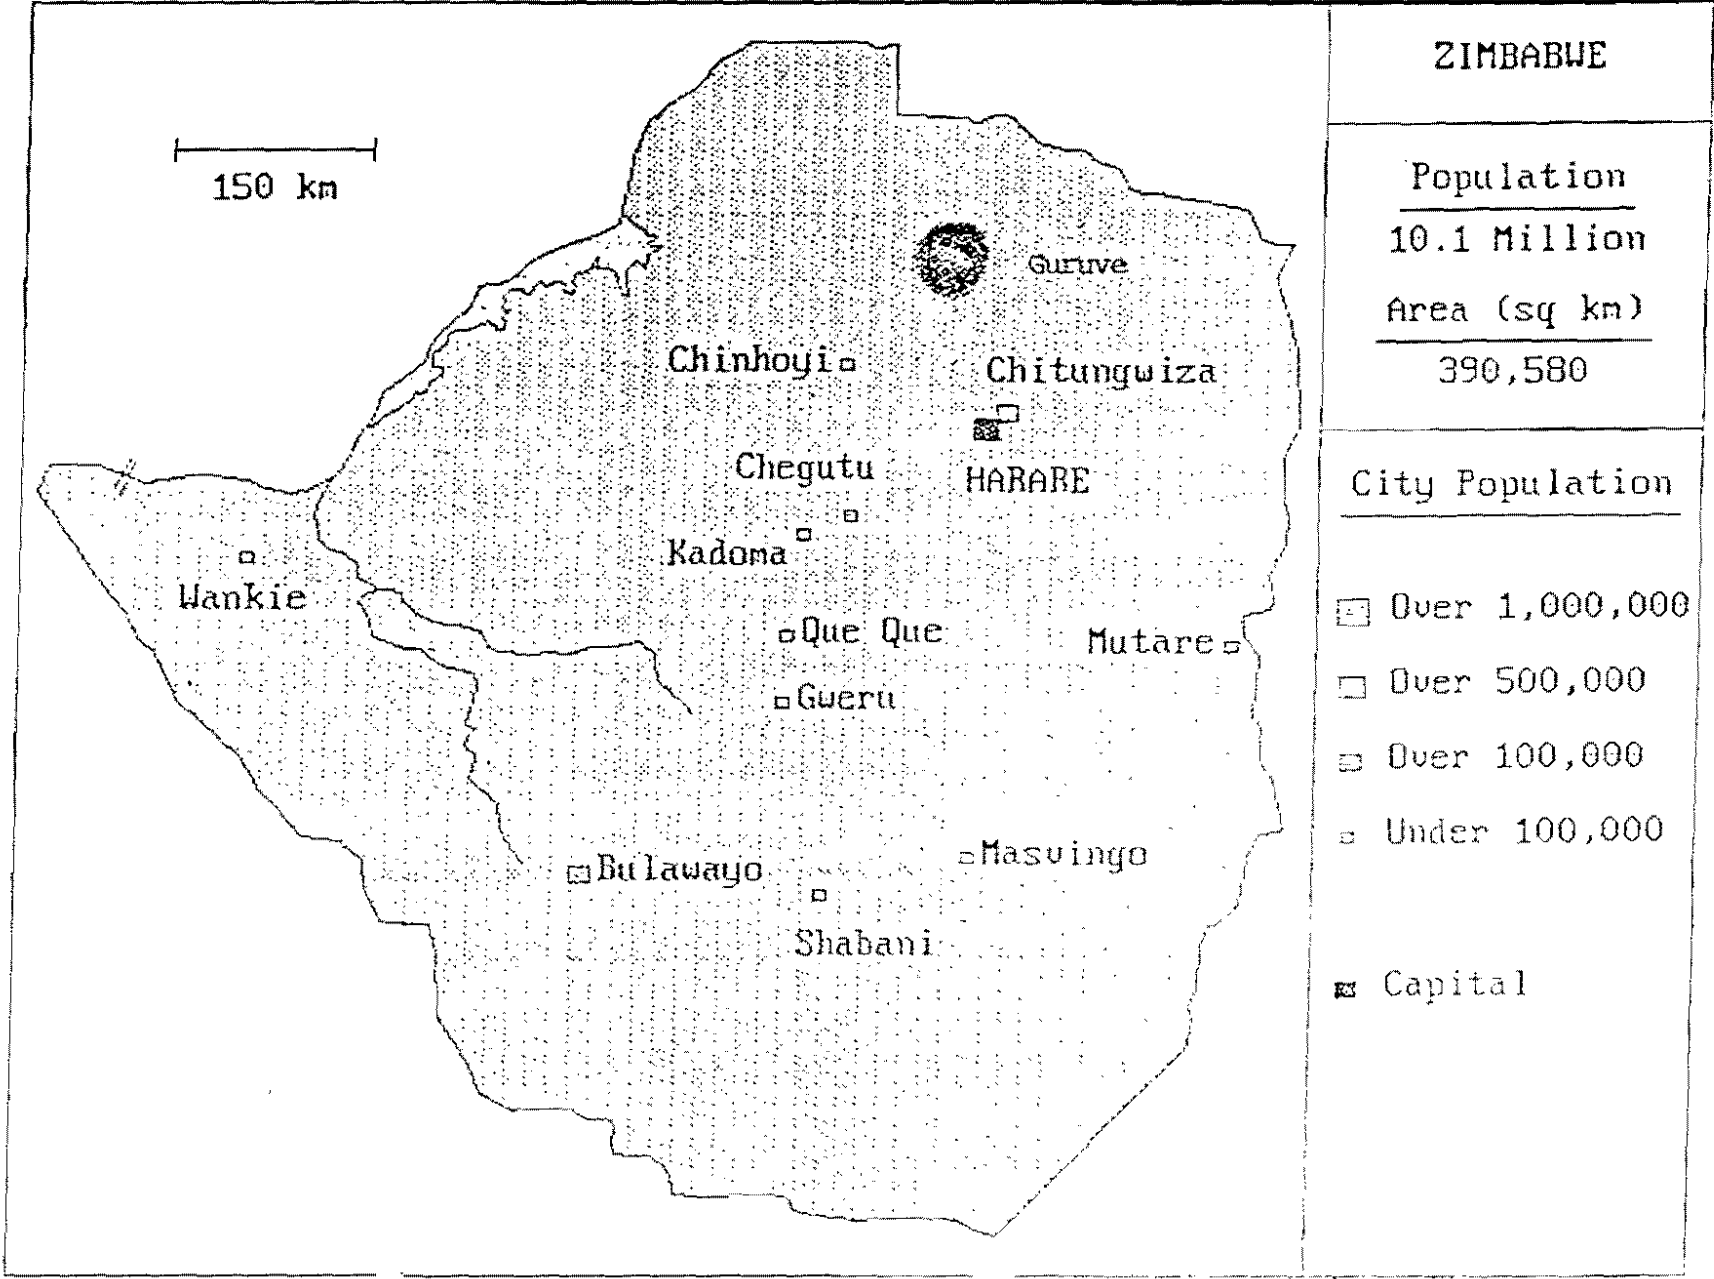 ZIMBABWE
Population
10.1 Million
Area (sq km)
390,580
City Population
Over 1,000,000
Over 500,000
Over 100,000
Under 100,000
Capital
150 km
Guruve
Chinhoyi
Chitungwiza
Chegutu
HARARE
Kadoma
Wankie
Que Que
Mutare
Gweru
Masvingo
Bulawayo
Shabani